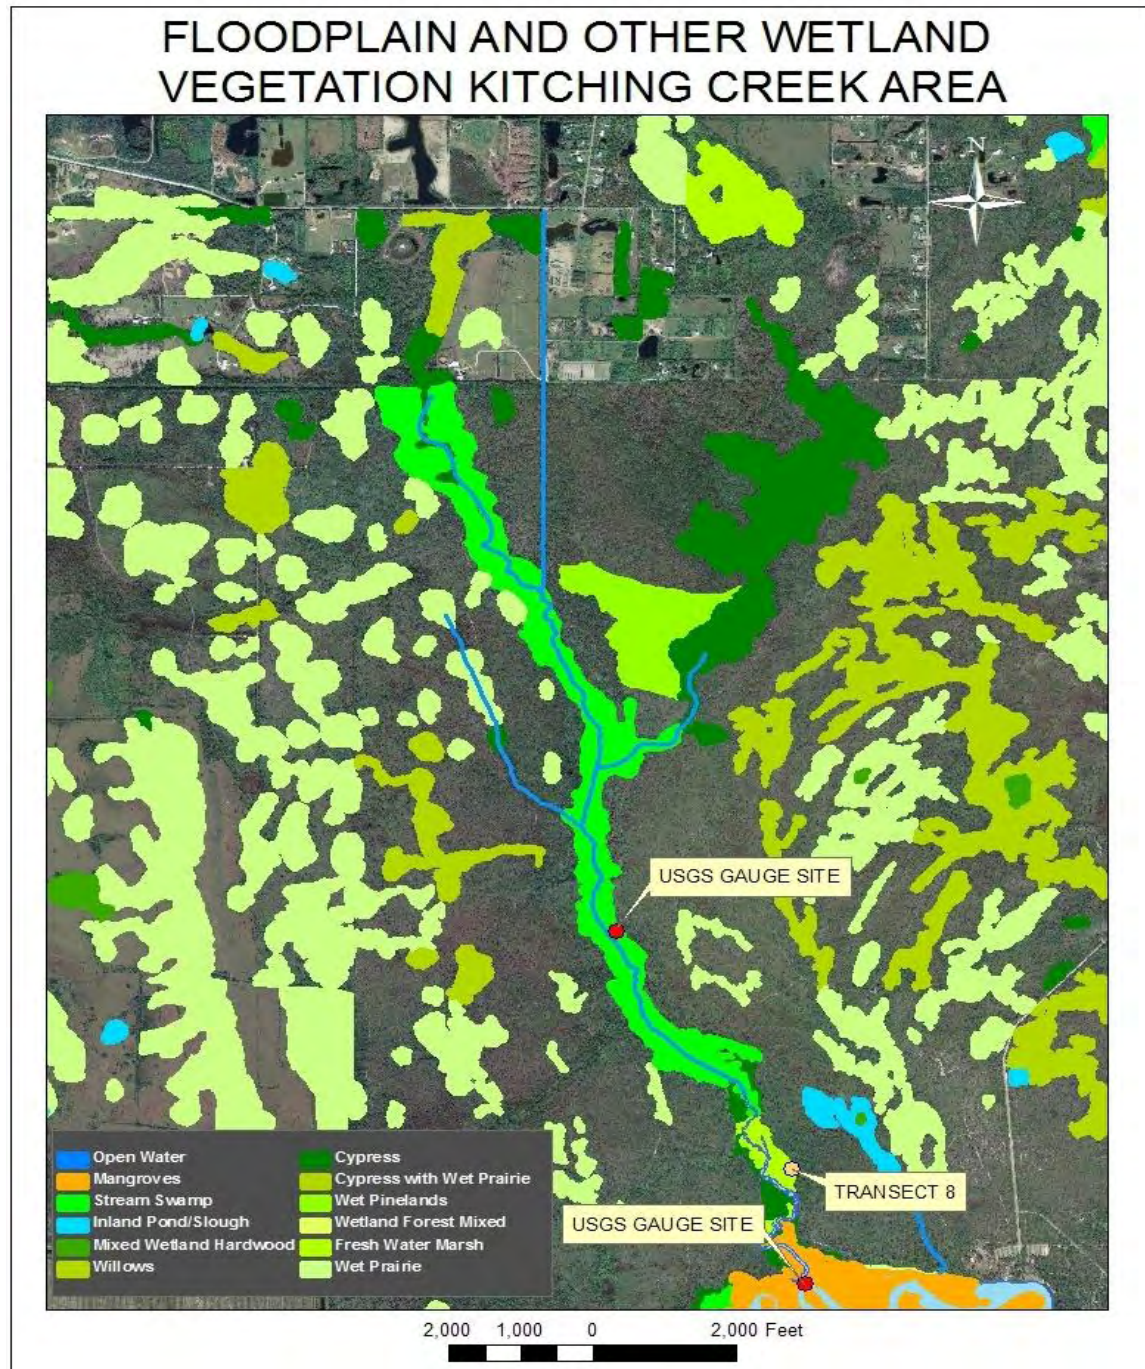 FLOODPLAIN AND OTHER WETLAND
VEGETATION KITCHING CREEK AREA
N
USGS GAUGE SITE
TRANSECT 8
USGS GAUGE SITE
Open Water
Mangroves
Stream Swamp
Inland Pond/Slough
Mixed Wetland Hardwood
Willows
Cypress
Cypress with Wet Prairie
Wet Pinelands
Wetland Forest Mixed
Fresh Water Marsh
Wet Prairie
2,000 1,000 0 2,000 Feet